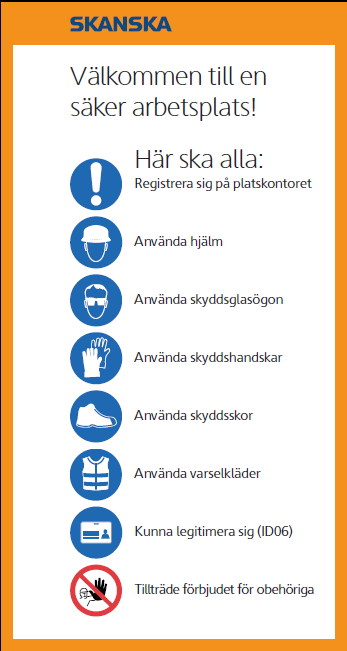 SKANSKA
Välkommen till en
säker arbetsplats!
Här ska alla:
Registrera sig på platskontoret
Använda hjälm
Använda skyddsglasögon
Använda skyddshandskar
Använda skyddsskor
Använda varselkläder
Kunna legitimera sig (ID06)
Tillträde förbjudet för obehöriga